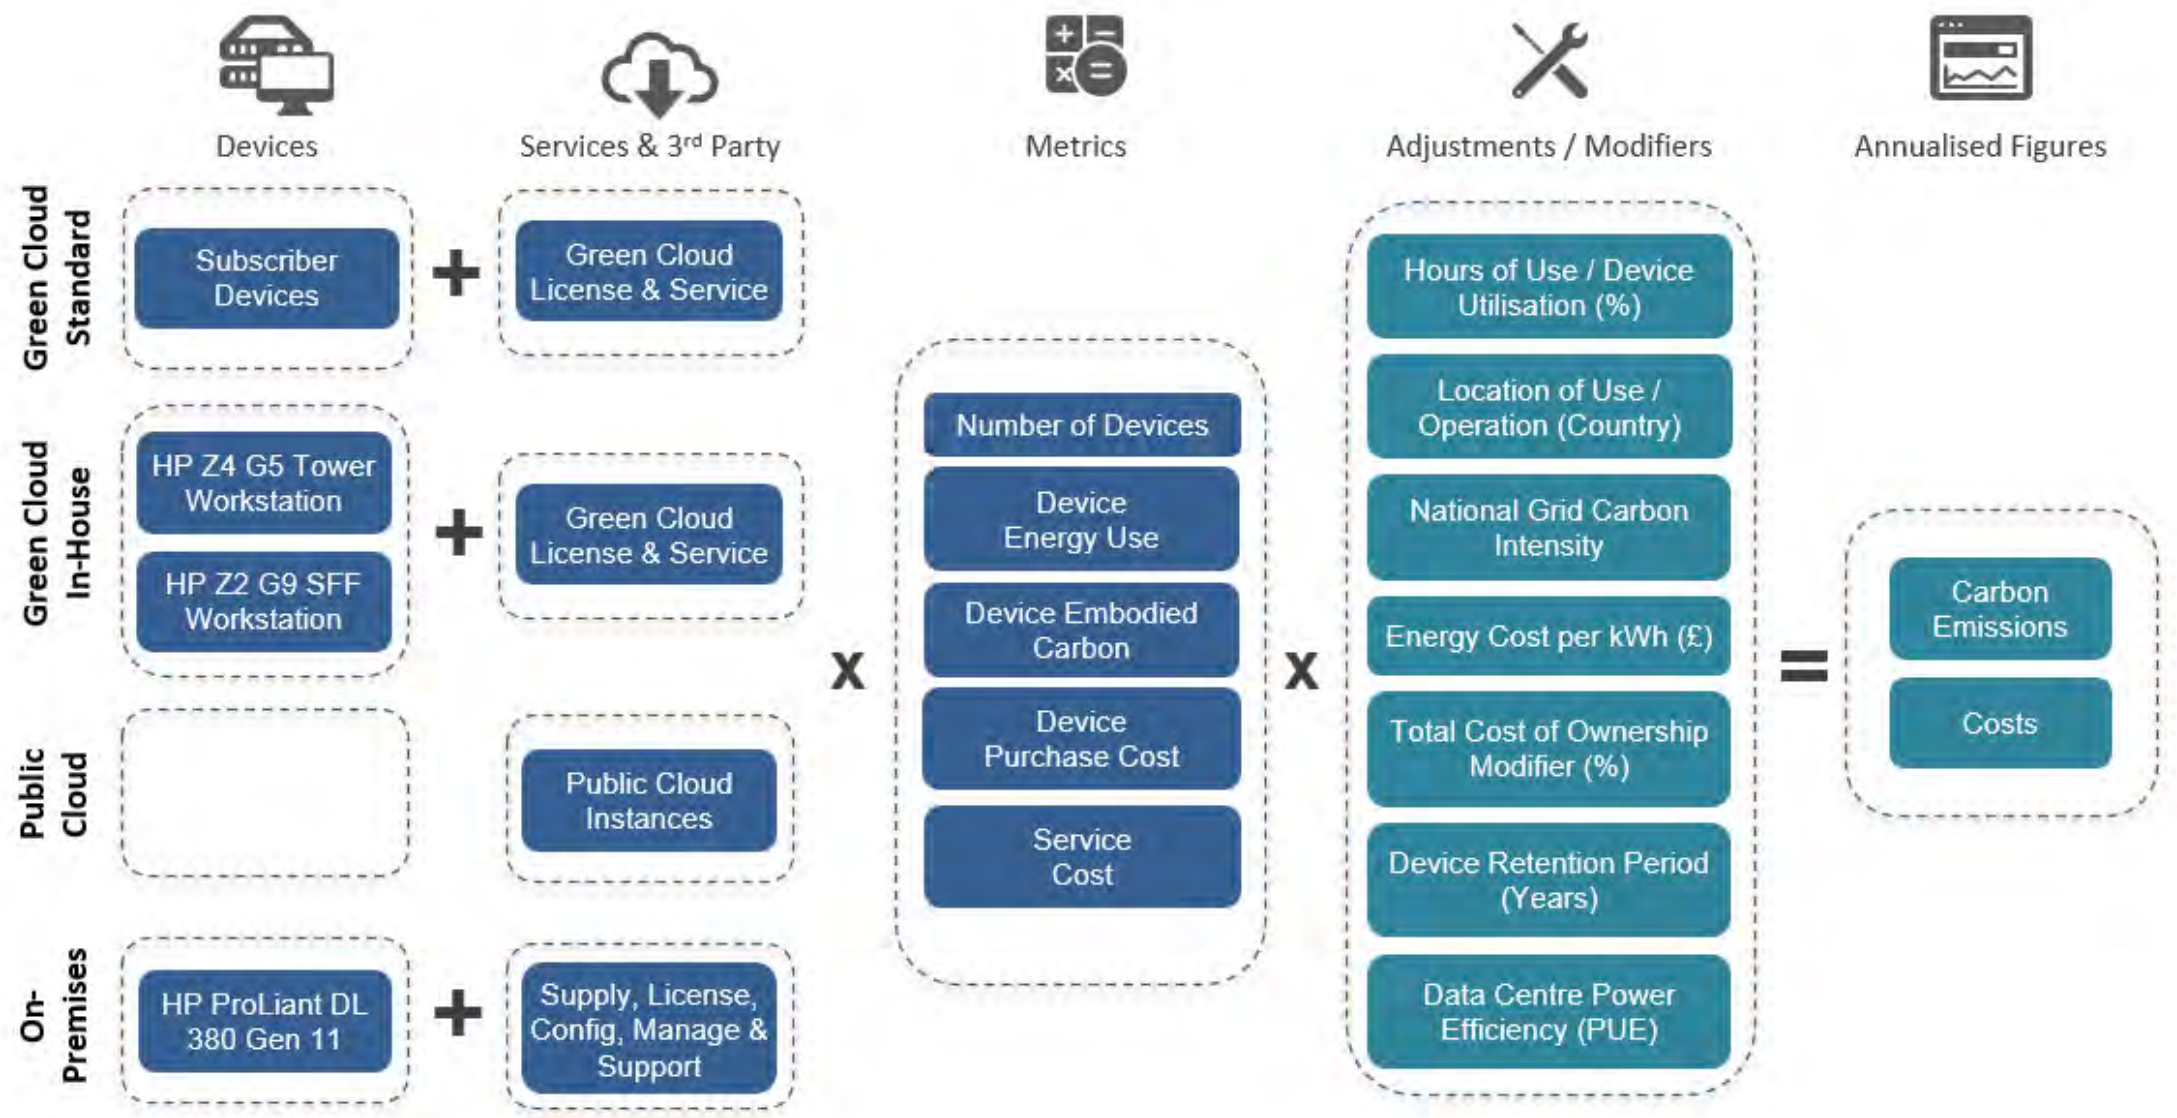 Devices
Services & 3rd Party
Metrics
Adjustments / Modifiers
Annualised Figures
Green Cloud
Standard
Subscriber
Devices
+
Green Cloud
License & Service
Green Cloud
In-House
HP Z4 G5 Tower
Workstation
HP Z2 G9 SFF
Workstation
+
Green Cloud
License & Service
Public
Cloud
Public Cloud
Instances
On-
Premises
HP ProLiant DL
380 Gen 11
+
Supply, License,
Config, Manage &
Support
x
Number of Devices
Device
Energy Use
Device Embodied
Carbon
Device
Purchase Cost
Service
Cost
x
Hours of Use / Device
Utilisation (%)
Location of Use /
Operation (Country)
National Grid Carbon
Intensity
Energy Cost per kWh (£)
Total Cost of Ownership
Modifier (%)
Device Retention Period
(Years)
Data Centre Power
Efficiency (PUE)
=
Carbon
Emissions
Costs